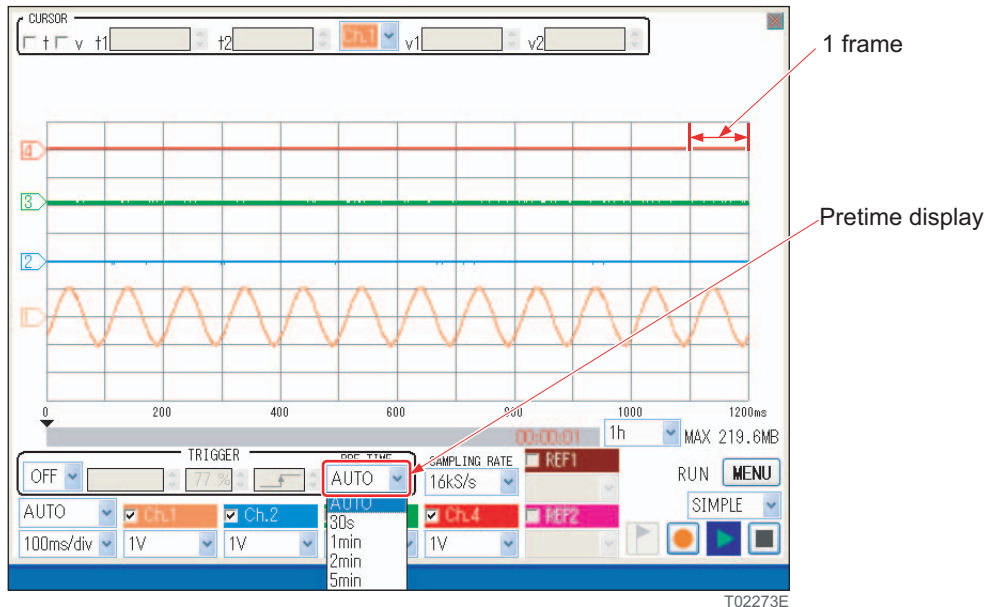 CURSOR
t v t1 t2 Ch.1 v1 v2
1 frame
4
3
Pretime display
2
1
0 200 400 600 800 1000 1200ms
00:00:01 1h MAX 219.6MB
TRIGGER PRE TIME SAMPLING RATE REF1
OFF 77 % AUTO 16kS/s RUN MENU
AUTO Ch.1 Ch.2 AUTO Ch.4 REF2 SIMPLE
30s
100ms/div 1V 1V 1min 1V
2min
5min
T02273E